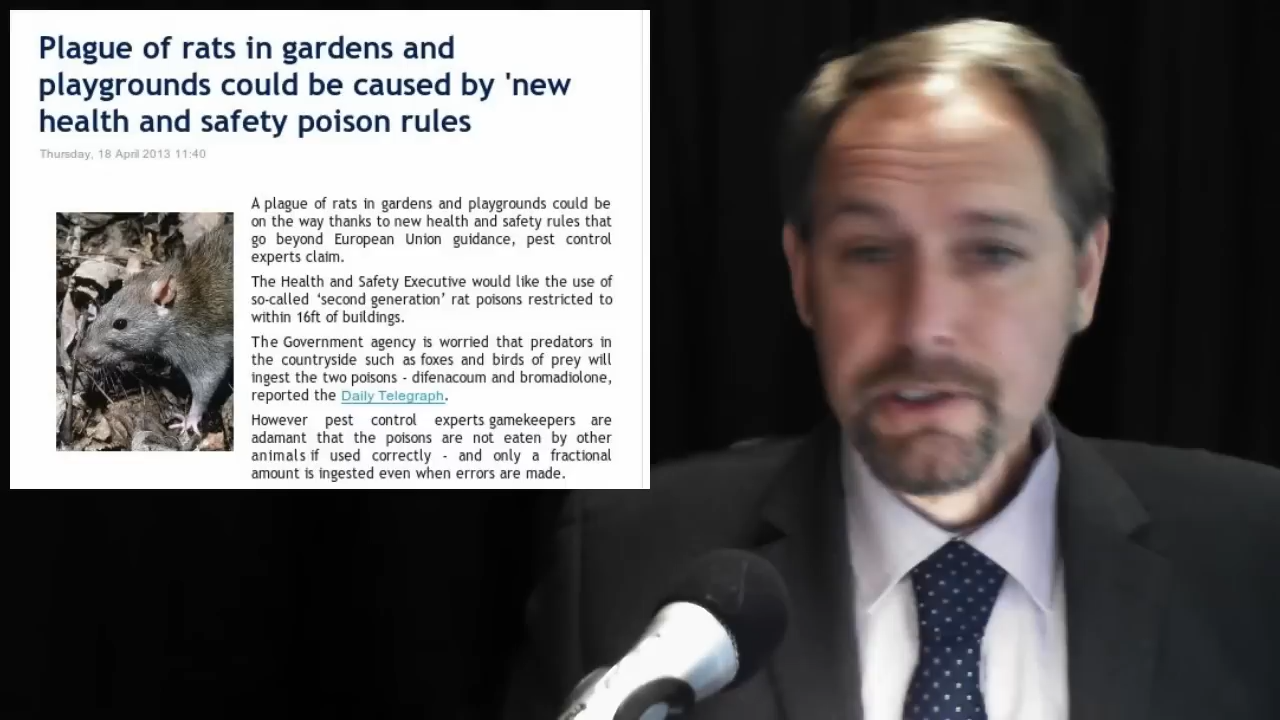 Plague of rats in gardens and
playgrounds could be caused by 'new
health and safety poison rules
Thursday, 18 April 2013 11:40
A plague of rats in gardens and playgrounds could be
on the way thanks to new health and safety rules that
go beyond European Union guidance, pest control
experts claim.
The Health and Safety Executive would like the use of
so-called ‘second generation’ rat poisons restricted to
within 16ft of buildings.
The Government agency is worried that predators in
the countryside such as foxes and birds of prey will
ingest the two poisons - difenacoum and bromadiolone,
reported the Daily Telegraph.
However pest control experts gamekeepers are
adamant that the poisons are not eaten by other
animals if used correctly - and only a fractional
amount is ingested even when errors are made.